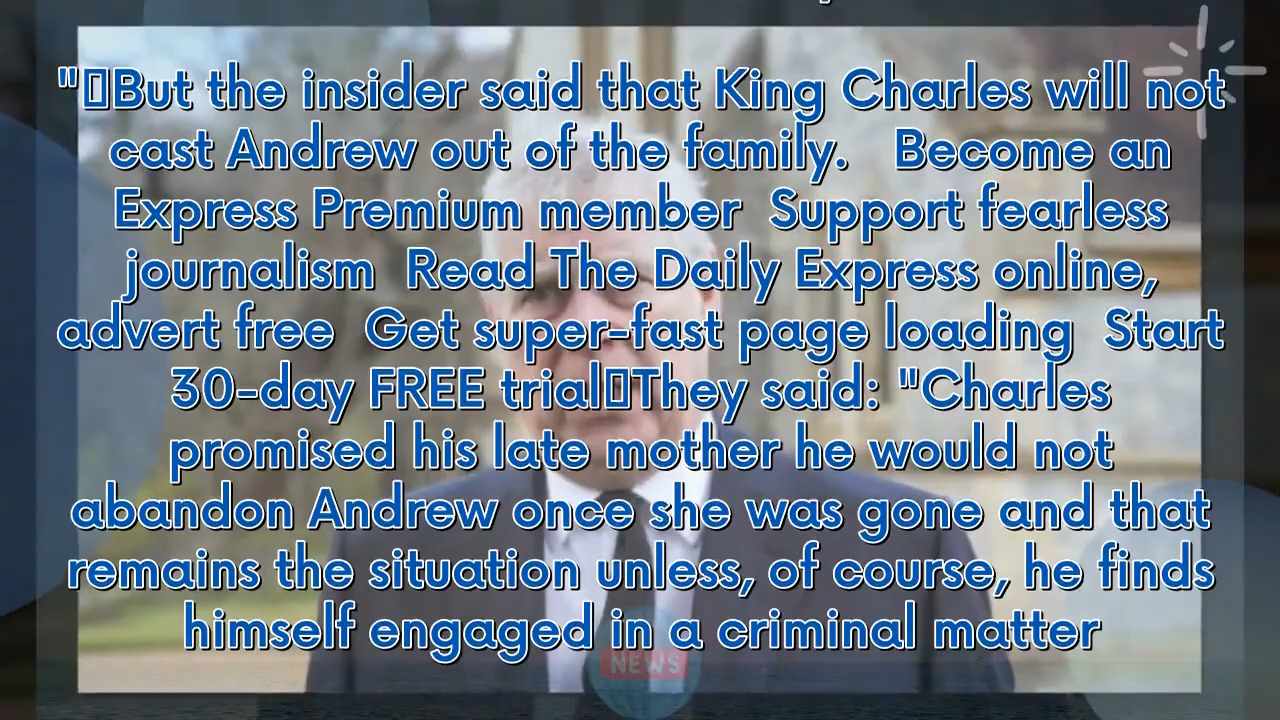 "▯But the insider said that King Charles will not
cast Andrew out of the family.   Become an
Express Premium member  Support fearless
journalism  Read The Daily Express online,
advert free  Get super-fast page loading  Start
30-day FREE trial▯They said: "Charles
promised his late mother he would not
abandon Andrew once she was gone and that
remains the situation unless, of course, he finds
himself engaged in a criminal matter
NEWS